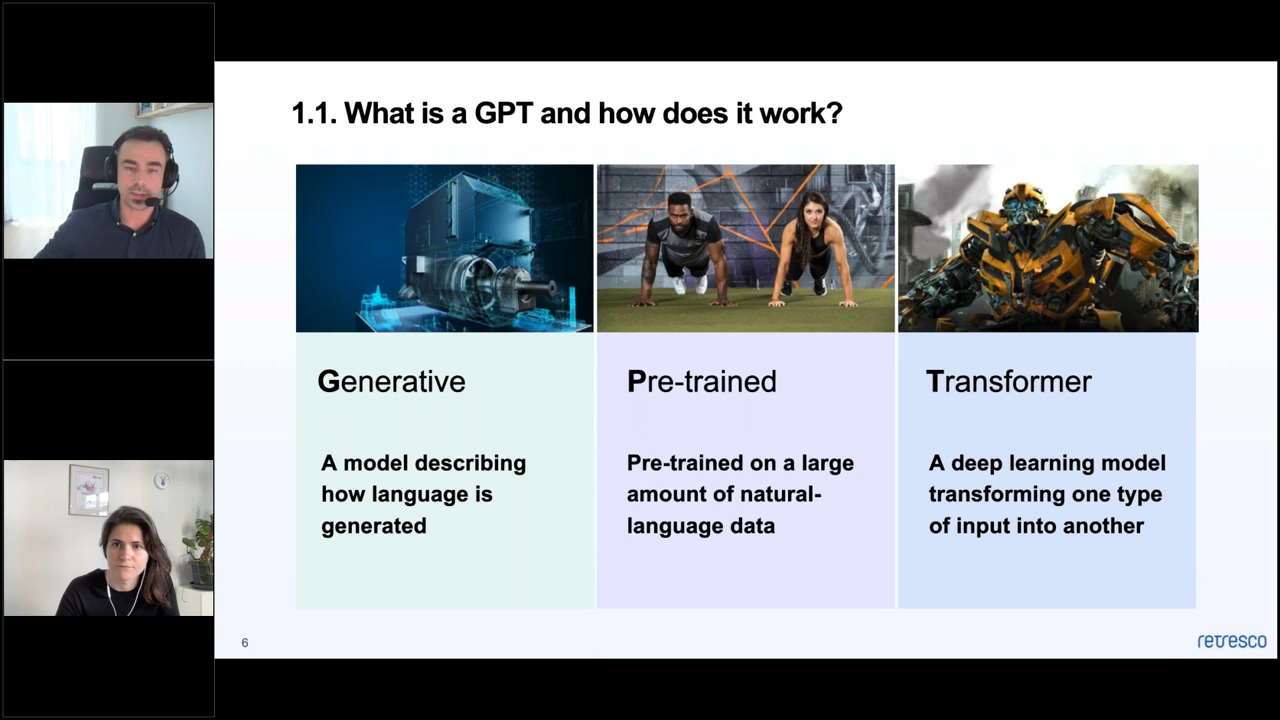 1.1. What is a GPT and how does it work?
Generative
A model describing
how language is
generated
Pre-trained
Pre-trained on a large
amount of natural-
language data
Transformer
A deep learning model
transforming one type
of input into another
6
retresco